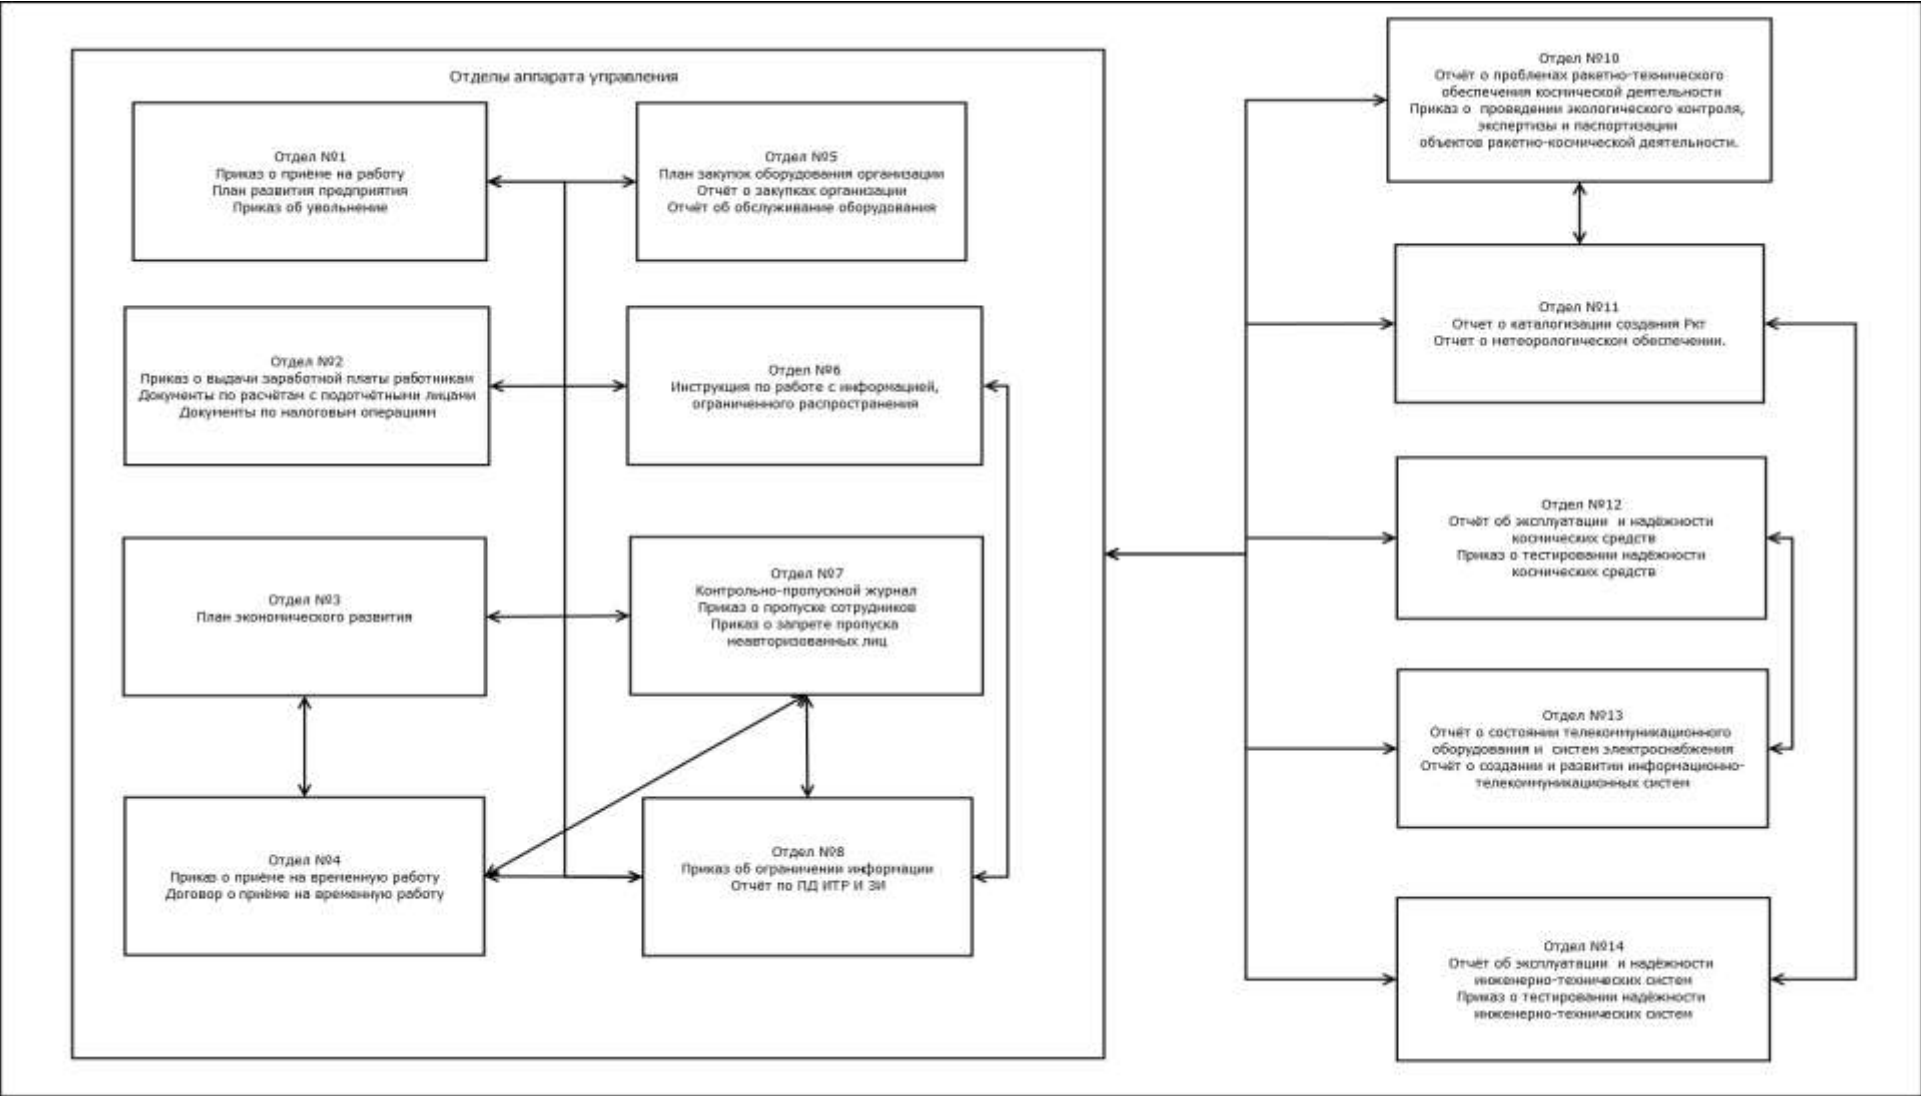 Отделы аппарата управления
Отдел №1
Приказ о приёме на работу
План развития предприятия
Приказ об увольнение
Отдел №5
План закупок оборудования организации
Отчёт о закупках организации
Отчёт об обслуживание оборудования
Отдел №2
Приказ о выдачи заработной платы работникам
Документы по расчётам с подотчётными лицами
Документы по налоговым операциям
Отдел №6
Инструкция по работе с информацией,
ограниченного распространения
Отдел №3
План экономического развития
Отдел №7
Контрольно-пропускной журнал
Приказ о пропуске сотрудников
Приказ о запрете пропуска
неавторизованных лиц
Отдел №4
Приказ о приёме на временную работу
Договор о приёме на временную работу
Отдел №8
Приказ об ограничении информации
Отчёт по ПД ИТР И ЗИ
Отдел №10
Отчёт о проблемах ракетно-технического
обеспечения космической деятельности
Приказ о проведении экологического контроля,
экспертизы и паспортизации
объектов ракетно-космической деятельности.
Отдел №11
Отчет о каталогизации создания Ркт
Отчет о метеорологическом обеспечении.
Отдел №12
Отчёт об эксплуатации и надёжности
космических средств
Приказ о тестировании надёжности
космических средств
Отдел №13
Отчёт о состоянии телекоммуникационного
оборудования и систем электроснабжения
Отчёт о создании и развитии информационно-
телекоммуникационных систем
Отдел №14
Отчёт об эксплуатации и надёжности
инженерно-технических систем
Приказ о тестировании надёжности
инженерно-технических систем